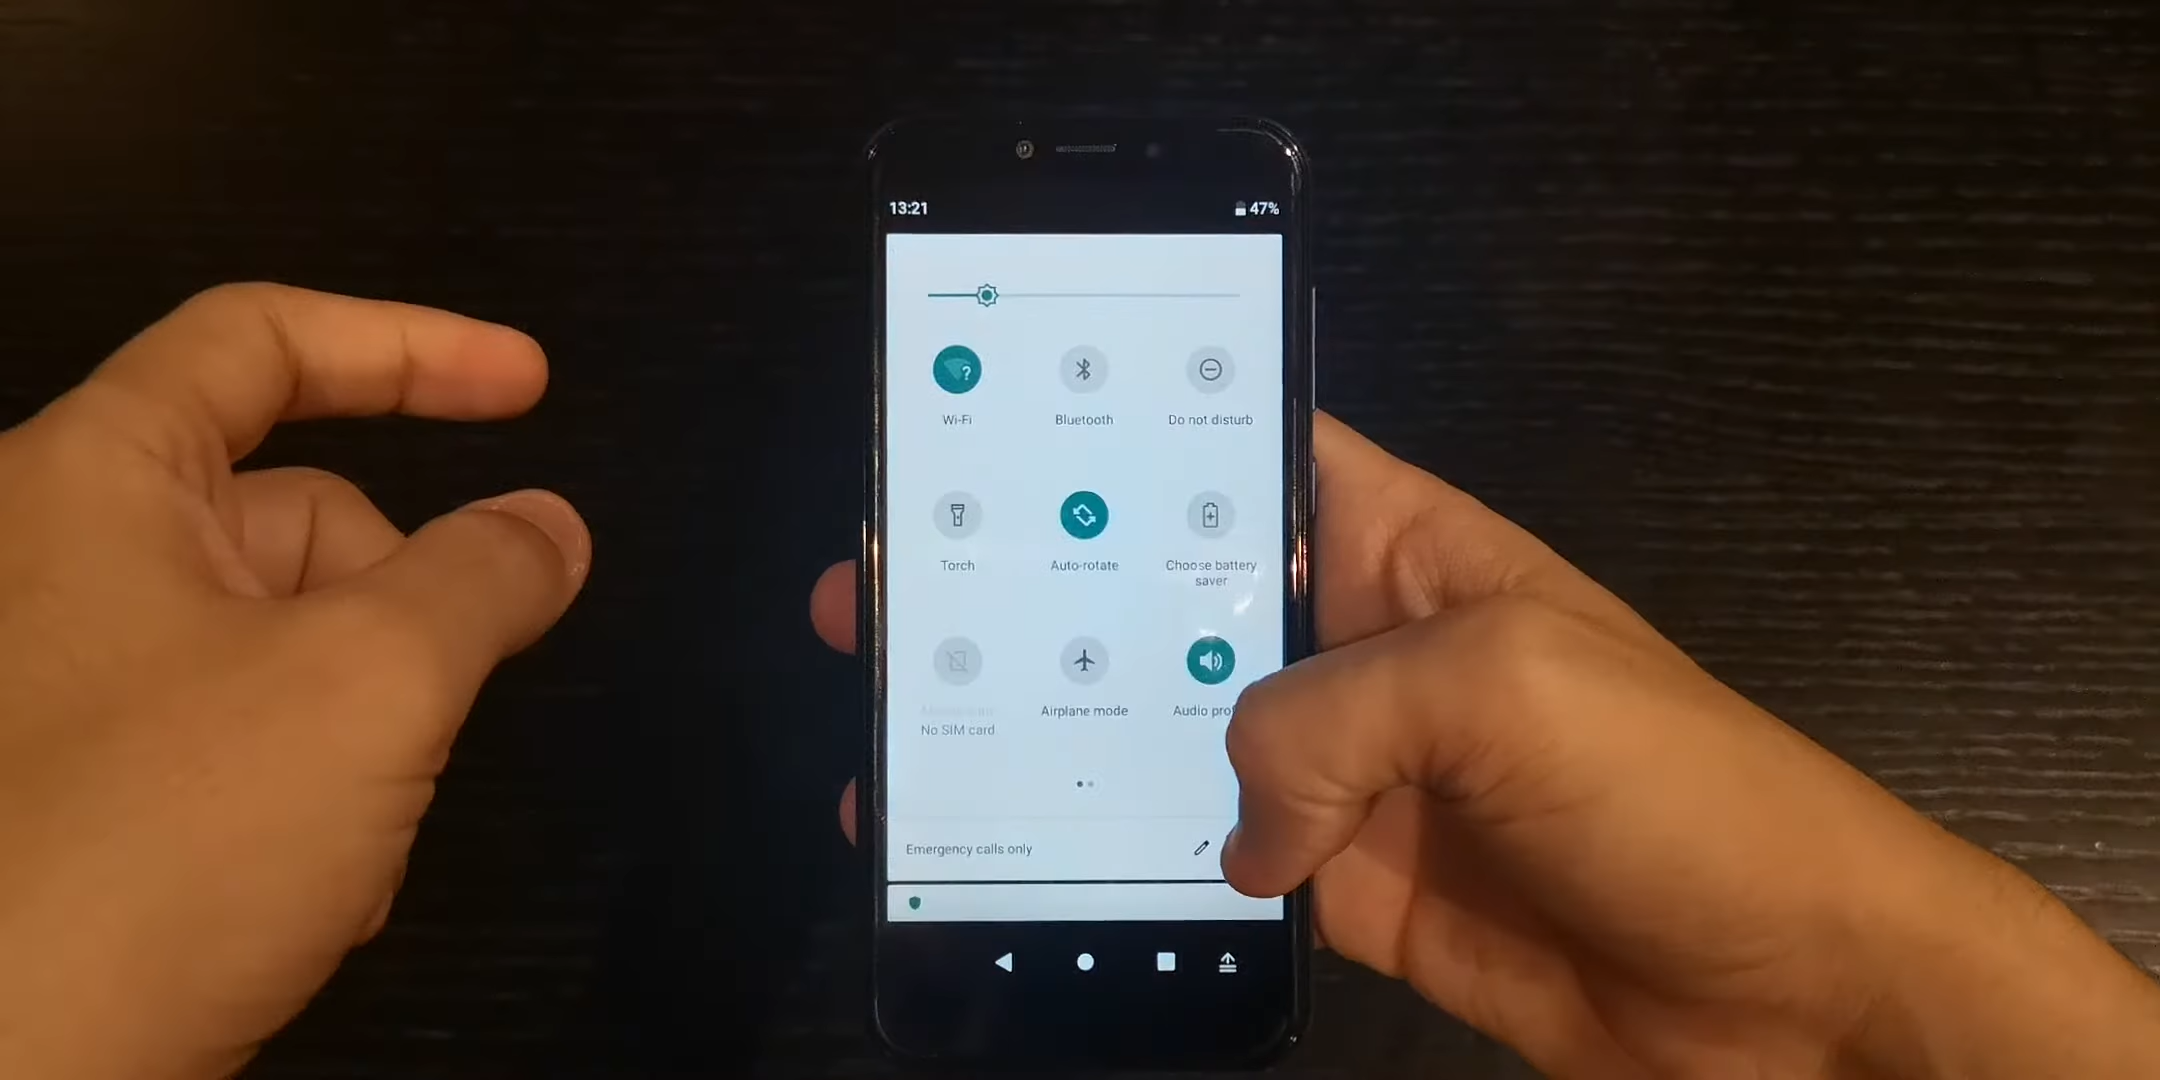 13:21
47%
Wi-Fi
Bluetooth
Do not disturb
Torch
Auto-rotate
Choose battery
saver
No SIM card
Airplane mode
Audio
Emergency calls only